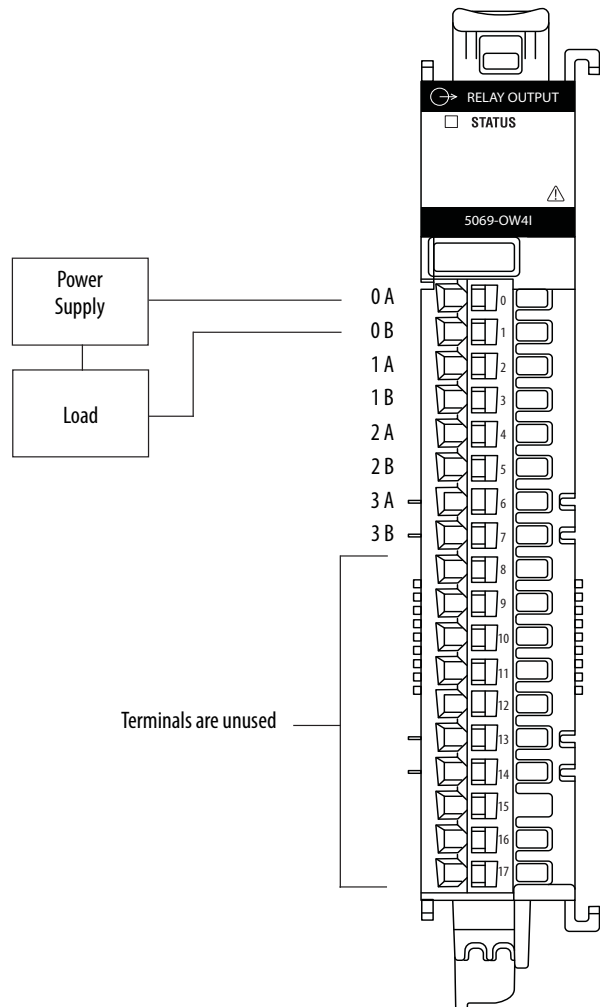 RELAY OUTPUT
STATUS
5069-OW4I
Power
Supply
Load
0 A
0 B
1 A
1 B
2 A
2 B
3 A
3 B
Terminals are unused
0
1
2
3
4
5
6
7
8
9
10
11
12
13
14
15
16
17